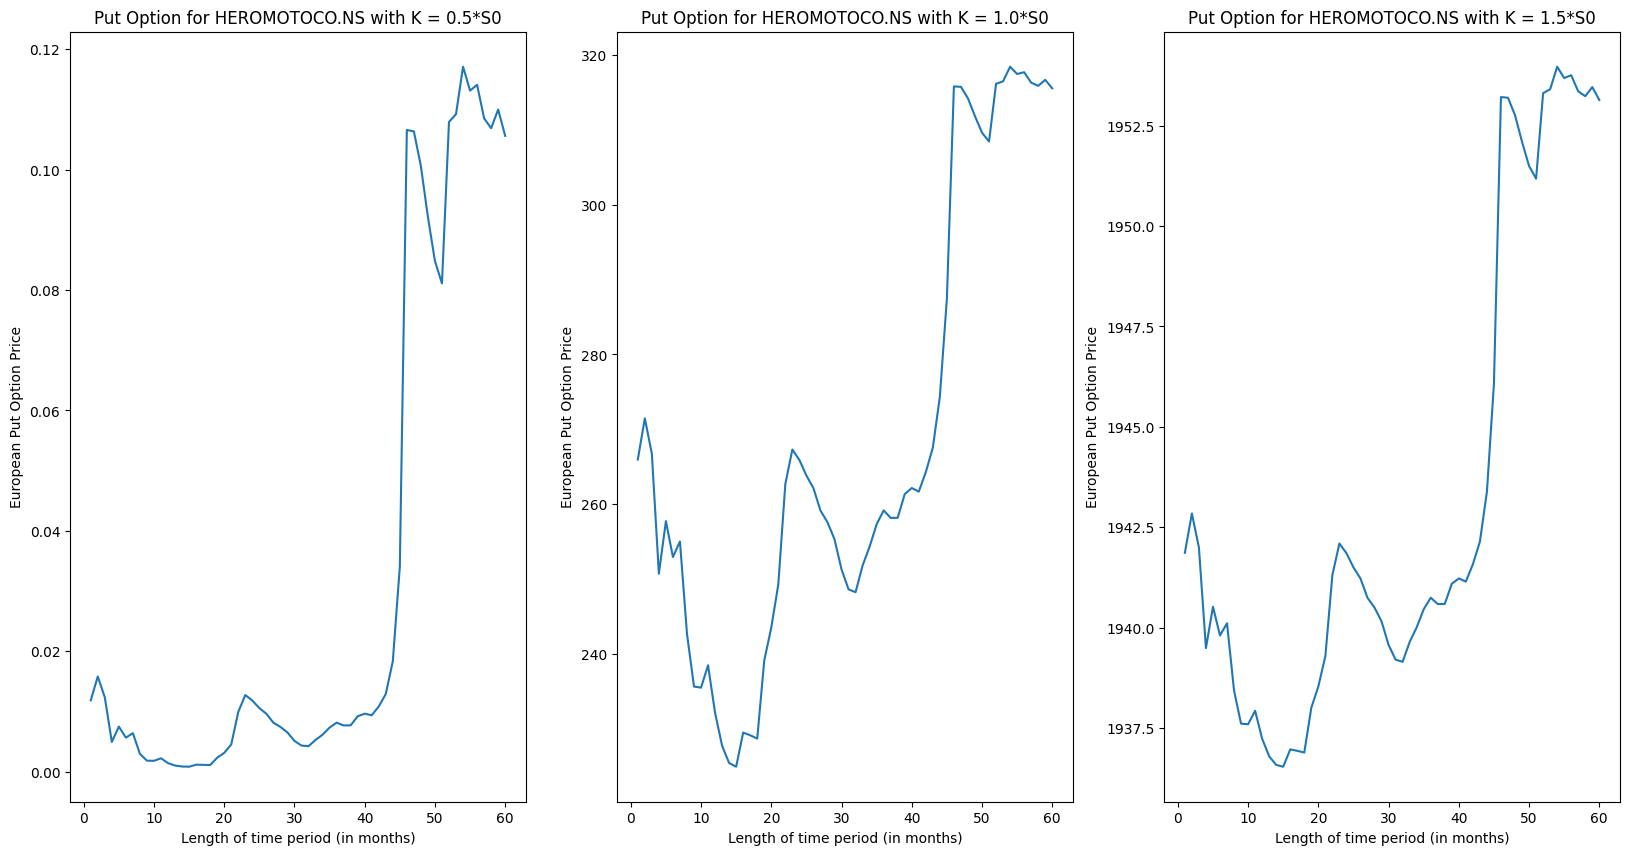 Put Option for HEROMOTOCO.NS with K = 0.5*S0
0.12
0.10
0.08
0.06
0.04
0.02
0.00
European Put Option Price
0 10 20 30 40 50 60
Length of time period (in months)
Put Option for HEROMOTOCO.NS with K = 1.0*S0
320
300
280
260
240
European Put Option Price
0 10 20 30 40 50 60
Length of time period (in months)
Put Option for HEROMOTOCO.NS with K = 1.5*S0
1952.5
1950.0
1947.5
1945.0
1942.5
1940.0
1937.5
European Put Option Price
0 10 20 30 40 50 60
Length of time period (in months)